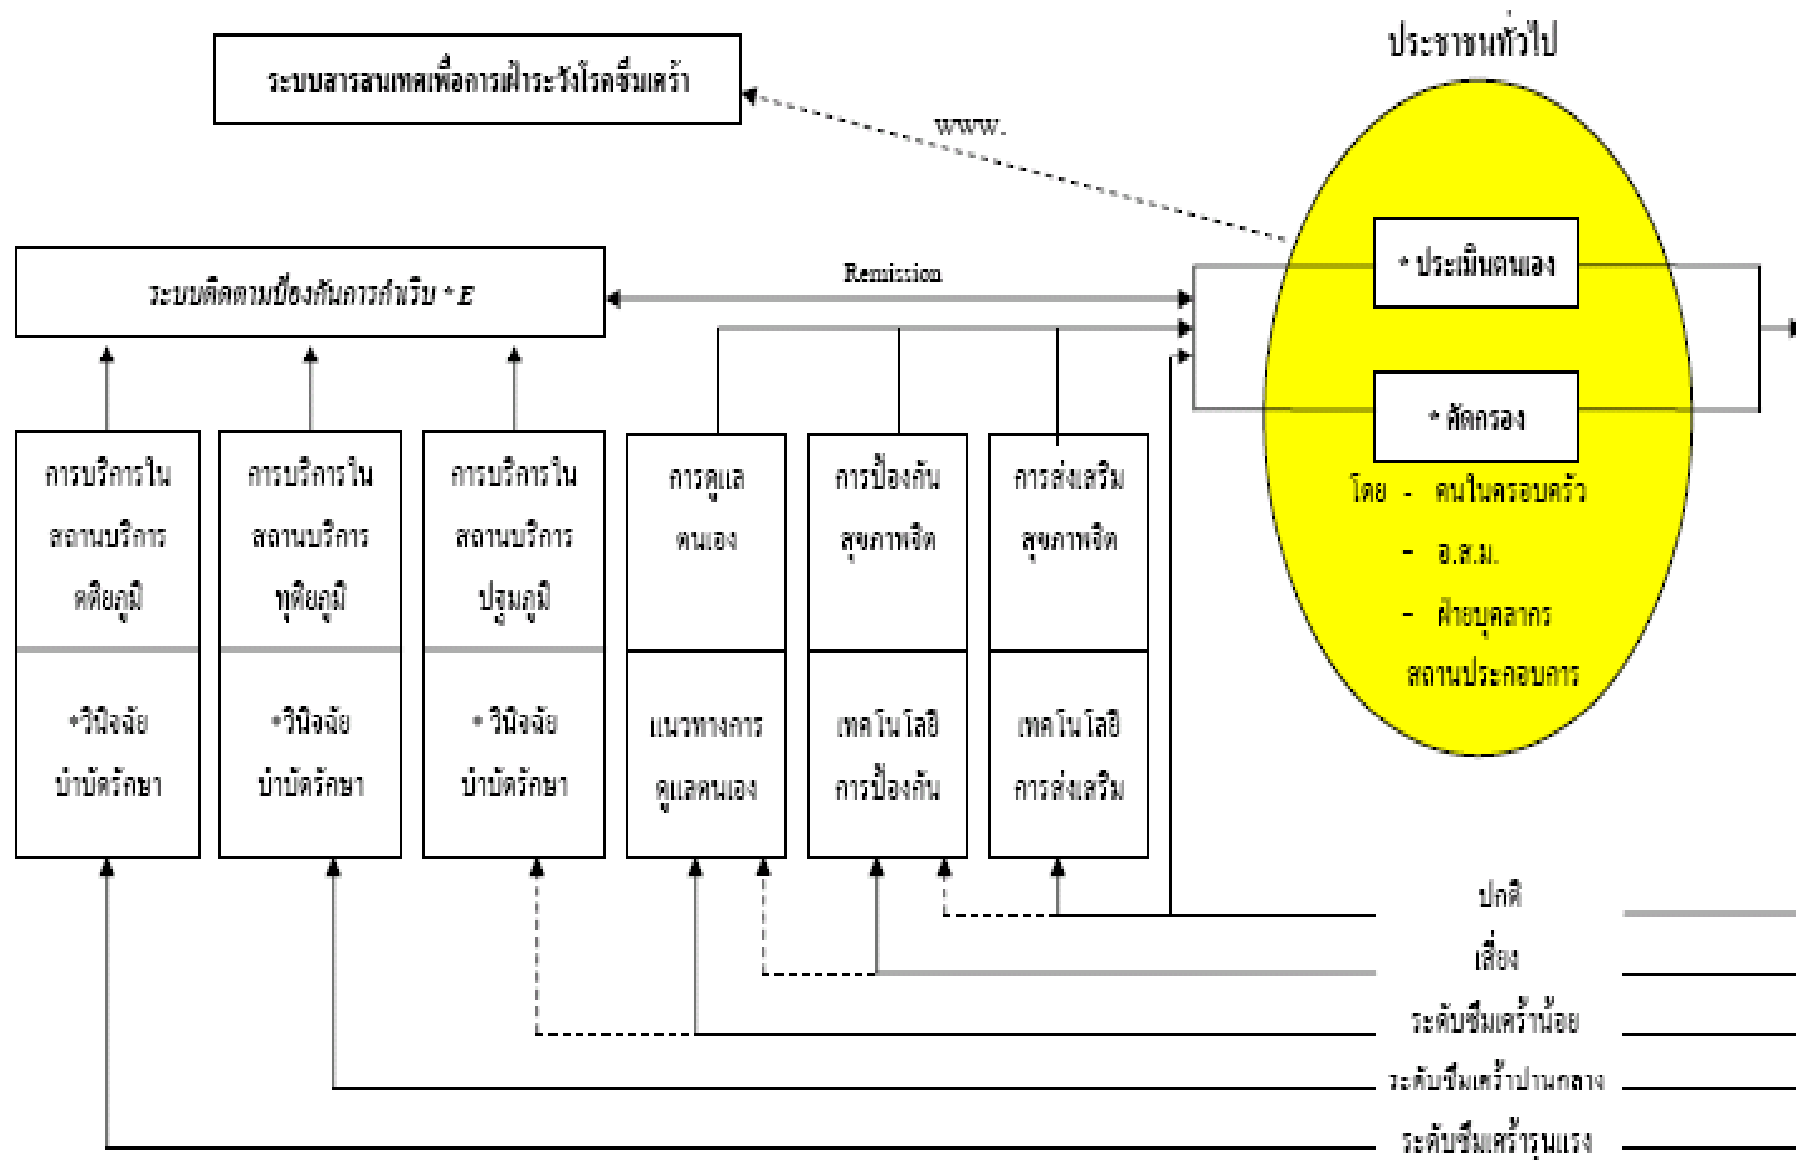 ประชาชนทั่วไป
ระบบสารสนเทศเพื่อการเฝ้าระวังโรคซึมเศร้า
www.
* ประเมินตนเอง
Remission
ระบบติดตามป้องกันการกำเริบ * E
* คัดกรอง
โดย - คนในครอบครัว
- อ.ส.ม.
- ฝ่ายบุคลากร
สถานประกอบการ
การบริการใน
สถานบริการ
ตติยภูมิ
*วินิจฉัย
บำบัดรักษา
การบริการใน
สถานบริการ
ทุติยภูมิ
*วินิจฉัย
บำบัดรักษา
การบริการใน
สถานบริการ
ปฐมภูมิ
* วินิจฉัย
บำบัดรักษา
การดูแล
ตนเอง
แนวทางการ
ดูแลตนเอง
การป้องกัน
สุขภาพจิต
เทคโนโลยี
การป้องกัน
การส่งเสริม
สุขภาพจิต
เทคโนโลยี
การส่งเสริม
ปกติ
เสี่ยง
ระดับซึมเศร้าน้อย
ระดับซึมเศร้าปานกลาง
ระดับซึมเศร้ารุนแรง